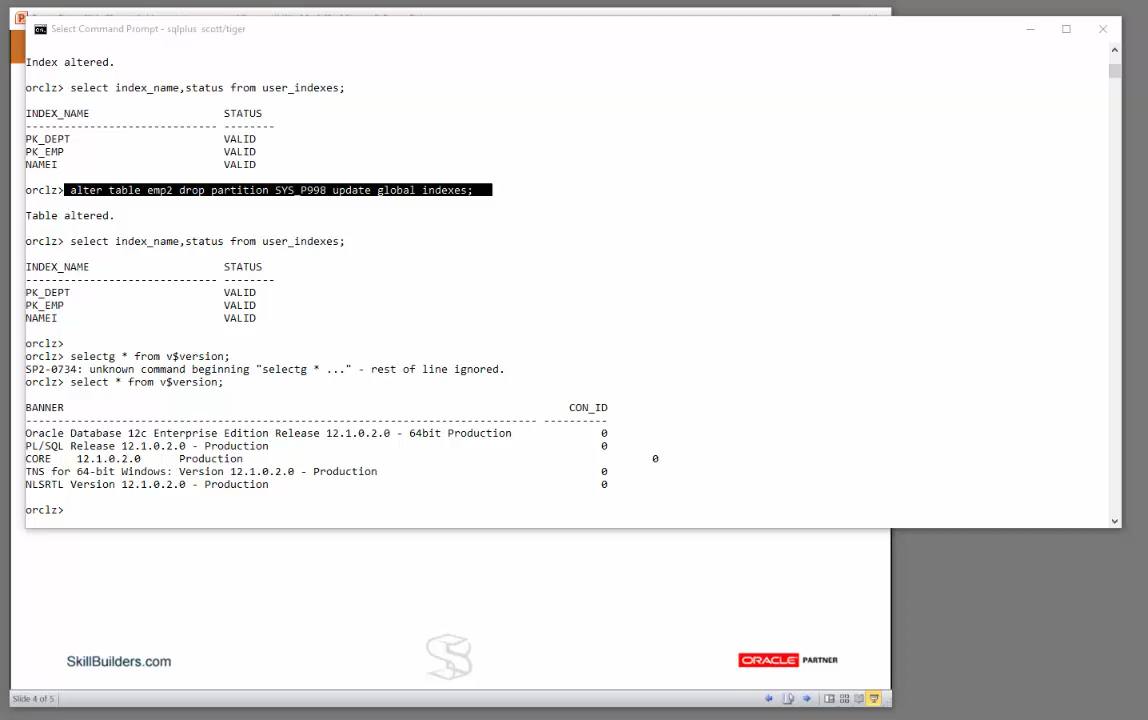 Select Command Prompt - sqlplus scott/tiger
Index altered.
orclz> select index_name,status from user_indexes;
INDEX_NAME STATUS
------------------------------ --------
PK_DEPT VALID
PK_EMP VALID
NAMEI VALID
orclz> alter table emp2 drop partition SYS_P998 update global indexes;
Table altered.
orclz> select index_name,status from user_indexes;
INDEX_NAME STATUS
------------------------------ --------
PK_DEPT VALID
PK_EMP VALID
NAMEI VALID
orclz>
orclz> selectg * from v$version;
SP2-0734: unknown command beginning "selectg * ..." - rest of line ignored.
orclz> select * from v$version;
BANNER CON_ID
-------------------------------------------------------------------------------- ----------
Oracle Database 12c Enterprise Edition Release 12.1.0.2.0 - 64bit Production 0
PL/SQL Release 12.1.0.2.0 - Production 0
CORE 12.1.0.2.0 Production 0
TNS for 64-bit Windows: Version 12.1.0.2.0 - Production 0
NLSRTL Version 12.1.0.2.0 - Production 0
orclz>
SkillBuilders.com
ORACLE PARTNER
Slide 4 of 5